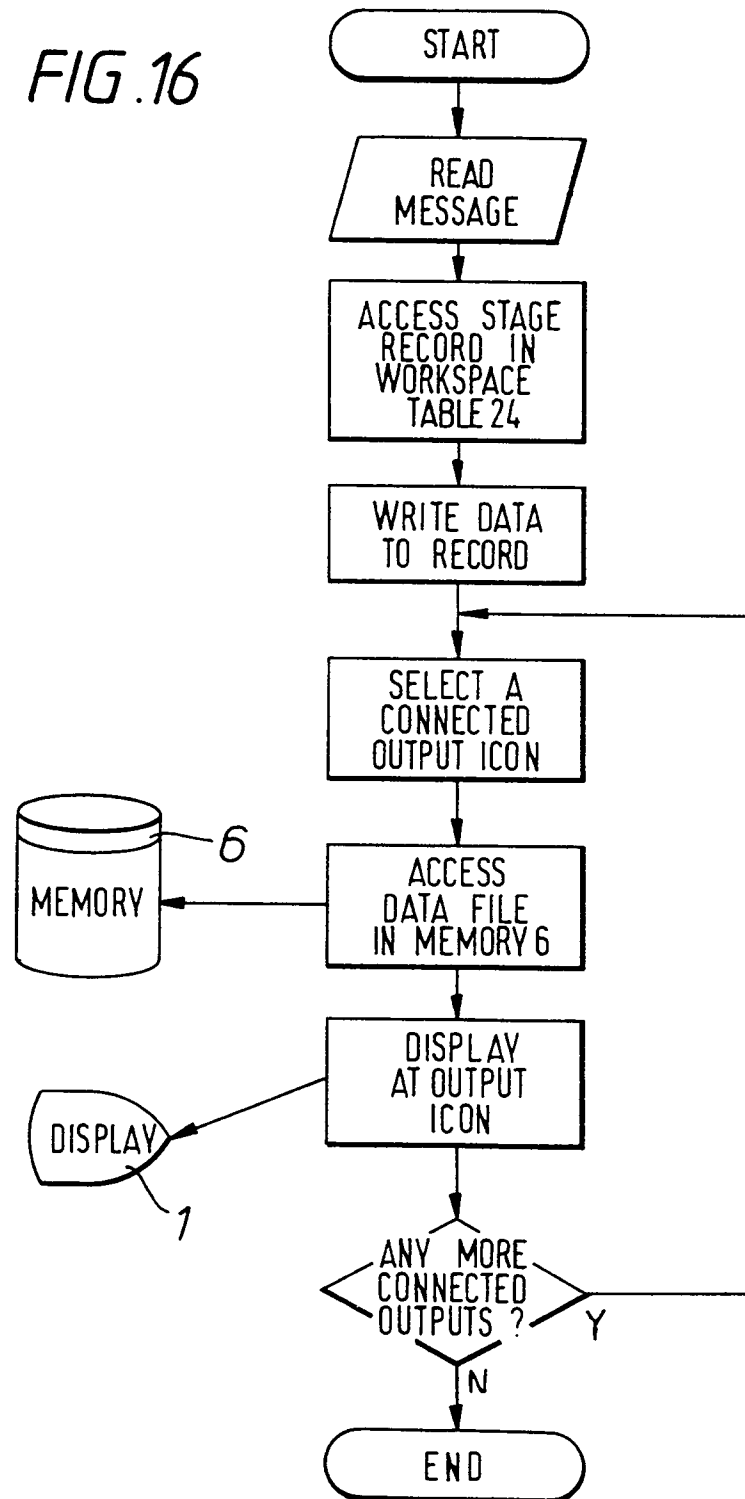 FIG.16
START
READ
MESSAGE
ACCESS STAGE
RECORD IN
WORKSPACE
TABLE 24
WRITE DATA
TO RECORD
SELECT A
CONNECTED
OUTPUT ICON
6
MEMORY
ACCESS
DATA FILE
IN MEMORY 6
DISPLAY
AT OUTPUT
ICON
DISPLAY
1
ANY MORE
CONNECTED
OUTPUTS ?
Y
N
END